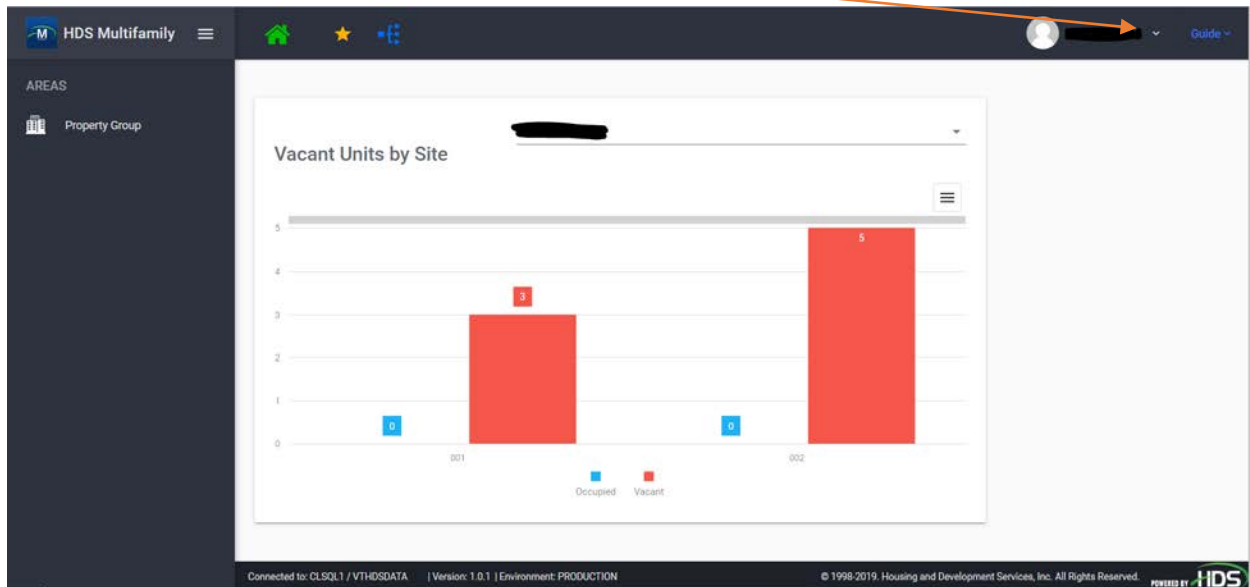 M HDS Multifamily
Guide
AREAS
Property Group
Vacant Units by Site
5
4
3
2
1
0
3
5
0
0
001
002
Occupied Vacant
Connected to: CLSQL1 / VTHDSDATA | Version: 1.0.1 | Environment: PRODUCTION
© 1998-2019. Housing and Development Services, Inc. All Rights Reserved.
POWERED BY HDS